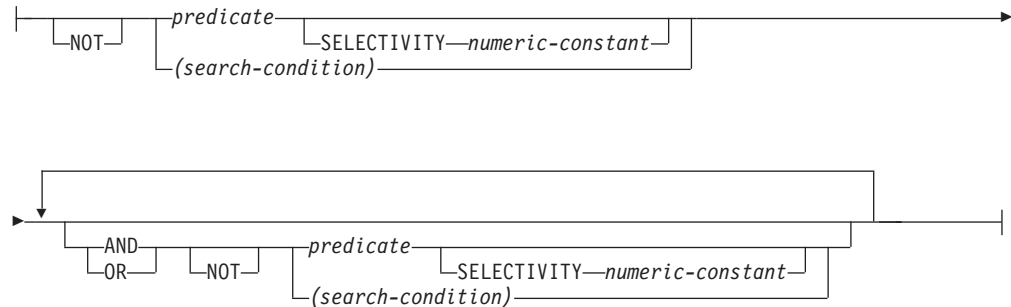 predicate
NOT SELECTIVITY numeric-constant
(search-condition)
AND predicate
OR NOT SELECTIVITY numeric-constant
(search-condition)